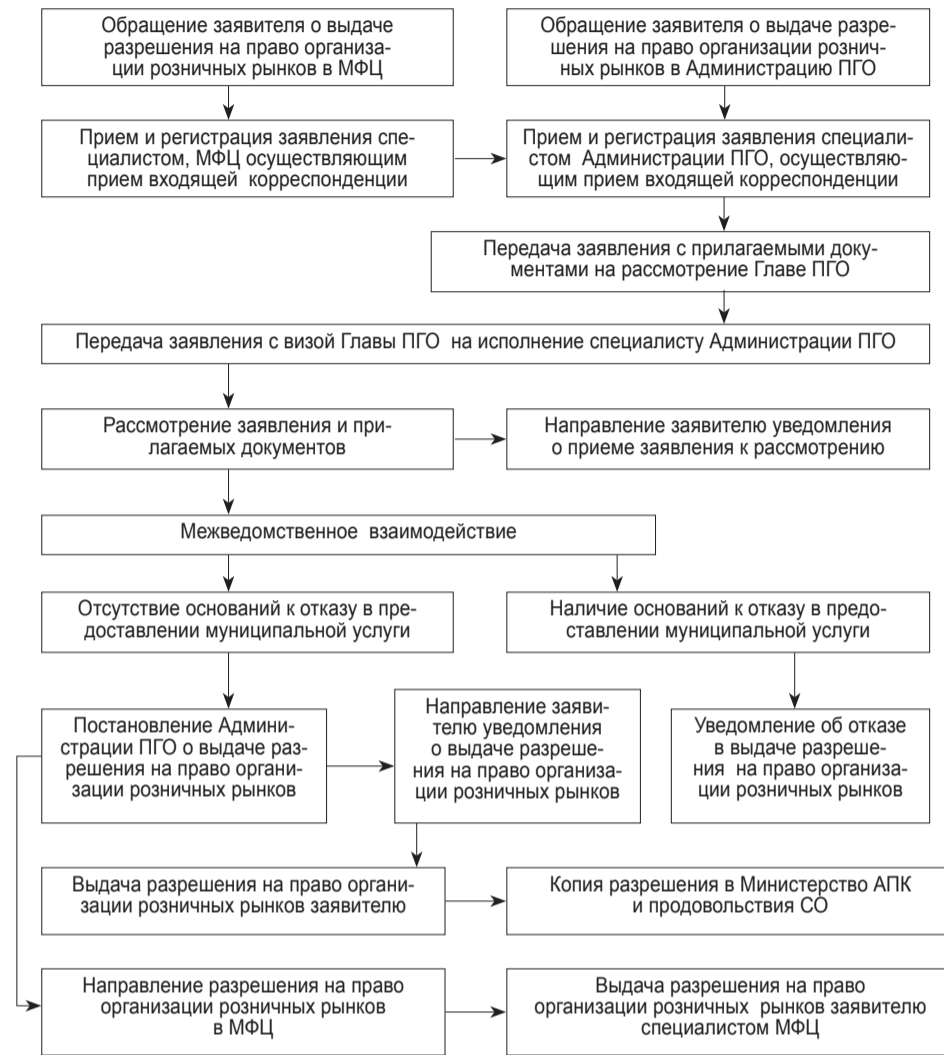 Обращение заявителя о выдаче
разрешения на право организа-
ции розничных рынков в МФЦ
Обращение заявителя о выдаче разре-
шения на право организации рознич-
ных рынков в Администрацию ПГО
Прием и регистрация заявления спе-
циалистом, МФЦ осуществляющим
прием входящей корреспонденции
Прием и регистрация заявления специали-
стом Администрации ПГО, осуществляю-
щим прием входящей корреспонденции
Передача заявления с прилагаемыми доку-
ментами на рассмотрение Главе ПГО
Передача заявления с визой Главы ПГО на исполнение специалисту Администрации ПГО
Рассмотрение заявления и при-
лагаемых документов
Направление заявителю уведомления
о приеме заявления к рассмотрению
Межведомственное взаимодействие
Отсутствие оснований к отказу в пре-
доставлении муниципальной услуги
Наличие оснований к отказу в предо-
ставлении муниципальной услуги
Постановление Админи-
страции ПГО о выдаче раз-
решения на право органи-
зации розничных рынков
Направление заяви-
телю уведомления
о выдаче разреше-
ния на право организа-
ции розничных рынков
Уведомление об отказе
в выдаче разреше-
ния на право организа-
ции розничных рынков
Выдача разрешения на право органи-
зации розничных рынков заявителю
Копия разрешения в Министерство АПК
и продовольствия СО
Направление разрешения на право
организации розничных рынков
в МФЦ
Выдача разрешения на право
организации розничных рынков заявителю
специалистом МФЦ